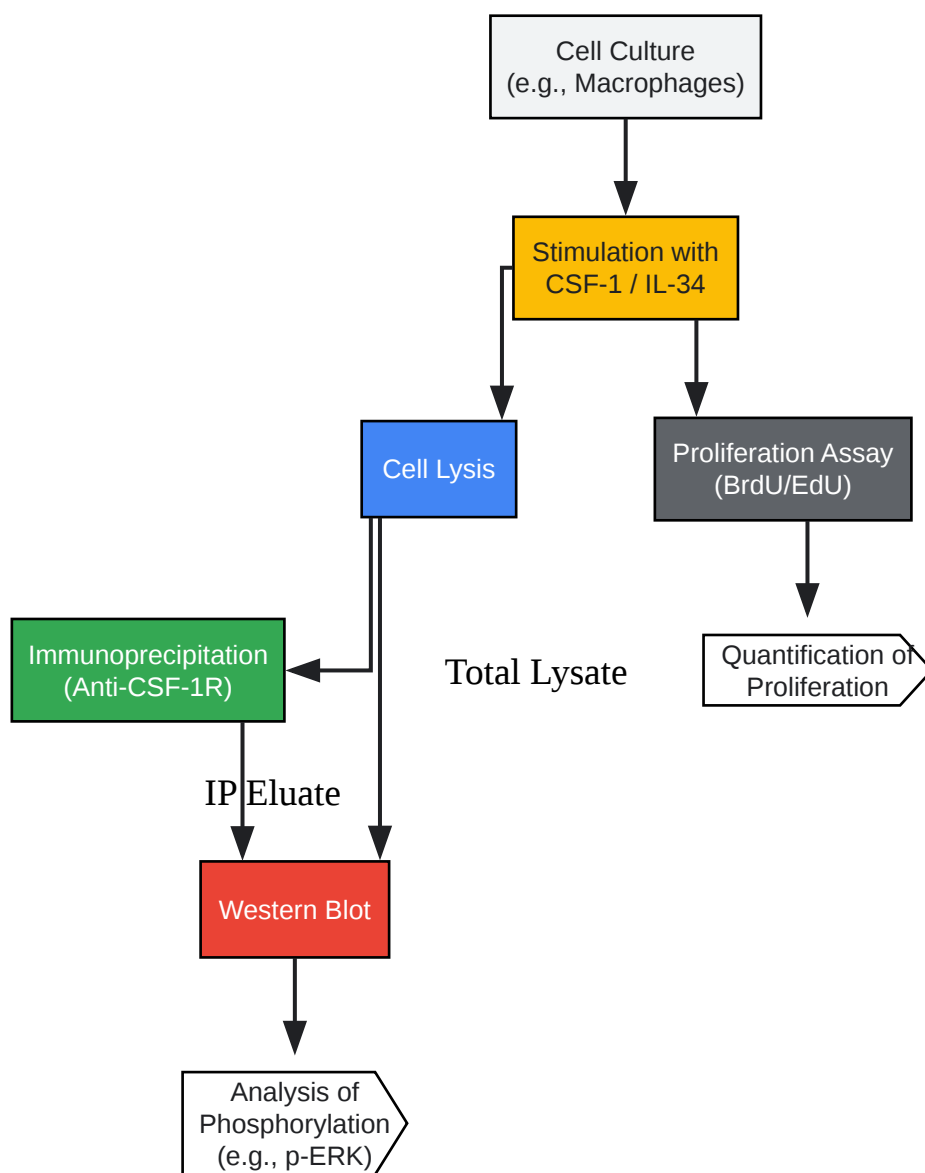 Cell Culture
(e.g., Macrophages)
Stimulation with
CSF-1 / IL-34
Cell Lysis
Proliferation Assay
(BrdU/EdU)
Immunoprecipitation
(Anti-CSF-1R)
Total Lysate
Quantification of
Proliferation
IP Eluate
Western Blot
Analysis of
Phosphorylation
(e.g., p-ERK)